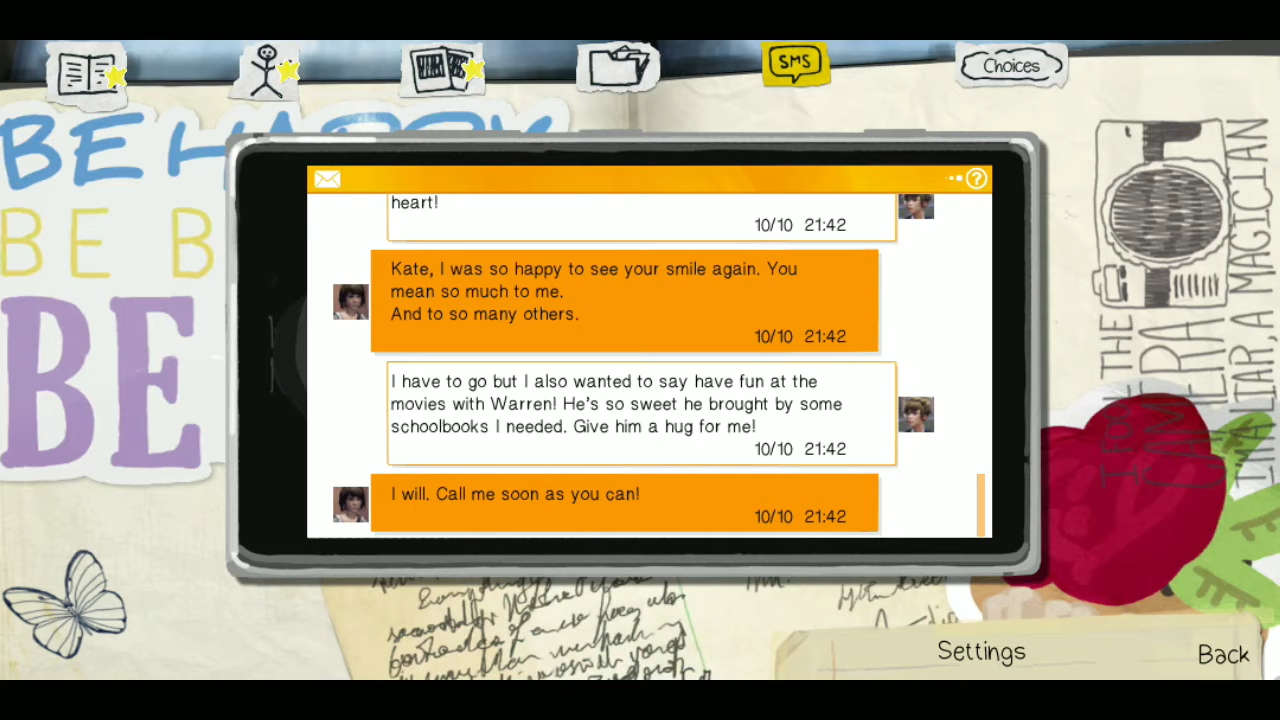 SMS
Choices
BE HAPPY
BE B
BE
heart!
10/10 21:42
Kate, I was so happy to see your smile again. You
mean so much to me.
And to so many others.
10/10 21:42
I have to go but I also wanted to say have fun at the
movies with Warren! He's so sweet he brought by some
schoolbooks I needed. Give him a hug for me!
10/10 21:42
I will. Call me soon as you can!
10/10 21:42
THE
TAR, A MAGICIAN
Settings
Back